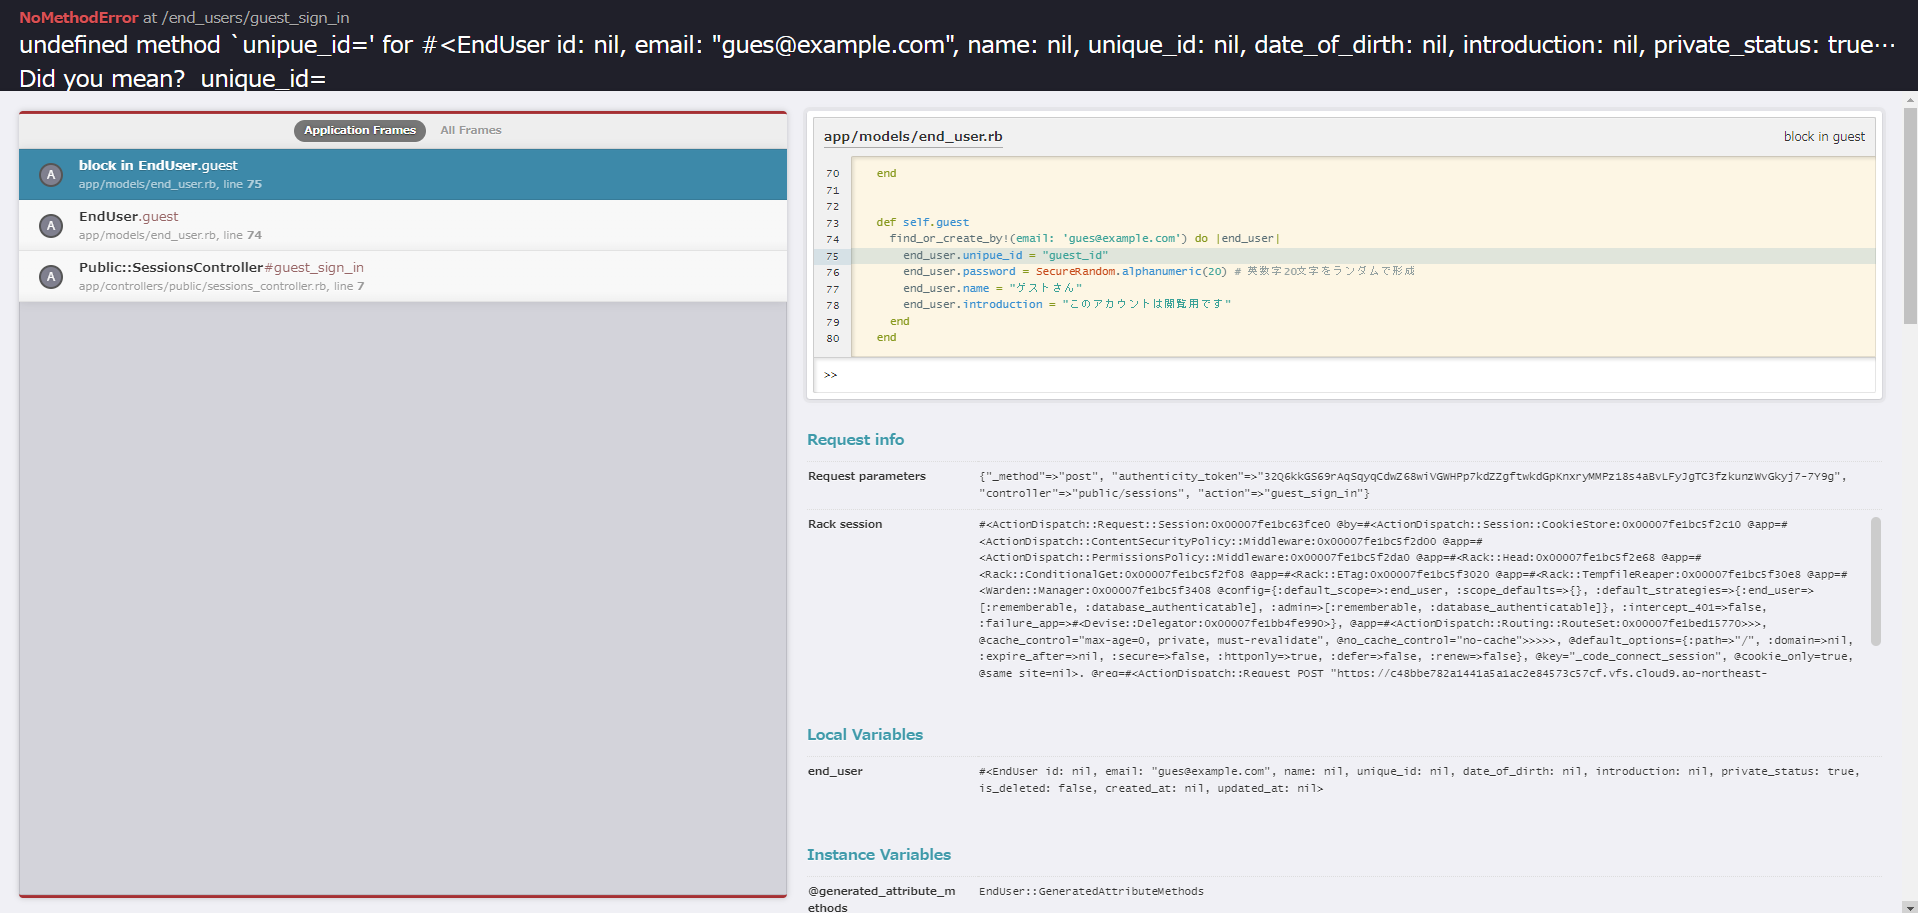 NoMethodError at /end_users/guest_sign_in
undefined method `unipue_id=' for #<EndUser id: nil, email: "gues@example.com", name: nil, unique_id: nil, date_of_dirth: nil, introduction: nil, private_status: true…
Did you mean?  unique_id=
Application Frames All Frames
A
block in EndUser.guest
app/models/end_user.rb, line 75
A
EndUser.guest
app/models/end_user.rb, line 74
A
Public::SessionsController#guest_sign_in
app/controllers/public/sessions_controller.rb, line 7
app/models/end_user.rb block in guest
70 end
71
72
73 def self.guest
74 find_or_create_by!(email: 'gues@example.com') do |end_user|
75 end_user.unipue_id = "guest_id"
76 end_user.password = SecureRandom.alphanumeric(20) # 英数字20文字をランダムで形成
77 end_user.name = "ゲストさん"
78 end_user.introduction = "このアカウントは閲覧用です"
79 end
80 end
>>
Request info
Request parameters {"_method"=>"post", "authenticity_token"=>"32Q6kkGS69rAqSqyqCdwZ68wiVGWHPp7kdZZgftwkdGpKnxryMMPz18s4aBvLFyJgTC3fzkunzWvGkyj7-7Y9g",
"controller"=>"public/sessions", "action"=>"guest_sign_in"}
Rack session #<ActionDispatch::Request::Session:0x00007fe1bc63fce0 @by=#<ActionDispatch::Session::CookieStore:0x00007fe1bc5f2c10 @app=#
<ActionDispatch::ContentSecurityPolicy::Middleware:0x00007fe1bc5f2d00 @app=#
<ActionDispatch::PermissionsPolicy::Middleware:0x00007fe1bc5f2da0 @app=#<Rack::Head:0x00007fe1bc5f2e68 @app=#
<Rack::ConditionalGet:0x00007fe1bc5f2f08 @app=#<Rack::ETag:0x00007fe1bc5f3020 @app=#<Rack::TempfileReaper:0x00007fe1bc5f30e8 @app=#
<Warden::Manager:0x00007fe1bc5f3408 @config={:default_scope=>:end_user, :scope_defaults=>{}, :default_strategies=>{:end_user=>
[:rememberable, :database_authenticatable], :admin=>[:rememberable, :database_authenticatable]}, :intercept_401=>false,
:failure_app=>#<Devise::Delegator:0x00007fe1bb4fe990>}, @app=#<ActionDispatch::Routing::RouteSet:0x00007fe1bed15770>>>,
@cache_control="max-age=0, private, must-revalidate", @no_cache_control="no-cache">>>>>, @default_options={:path=>"/", :domain=>nil,
:expire_after=>nil, :secure=>false, :httponly=>true, :defer=>false, :renew=>false}, @key="_code_connect_session", @cookie_only=true,
@same_site=nil>, @req=#<ActionDispatch::Request POST "https://c48bbe782a1441a5a1ac2e84573c57cf.vfs.cloud9.ap-northeast-
Local Variables
end_user #<EndUser id: nil, email: "gues@example.com", name: nil, unique_id: nil, date_of_dirth: nil, introduction: nil, private_status: true,
is_deleted: false, created_at: nil, updated_at: nil>
Instance Variables
@generated_attribute_m EndUser::GeneratedAttributeMethods
ethods